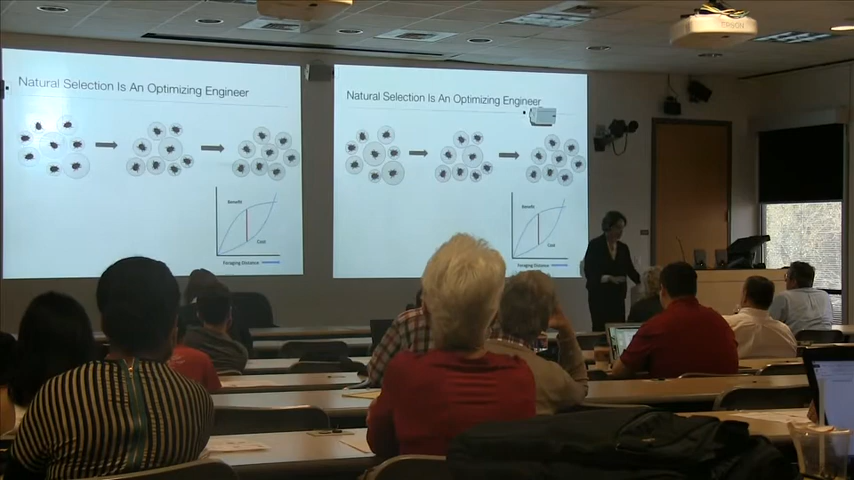 Natural Selection Is An Optimizing Engineer
Benefit
Cost
Foraging Distance
Natural Selection Is An Optimizing Engineer
Benefit
Cost
Foraging Distance
EPSON